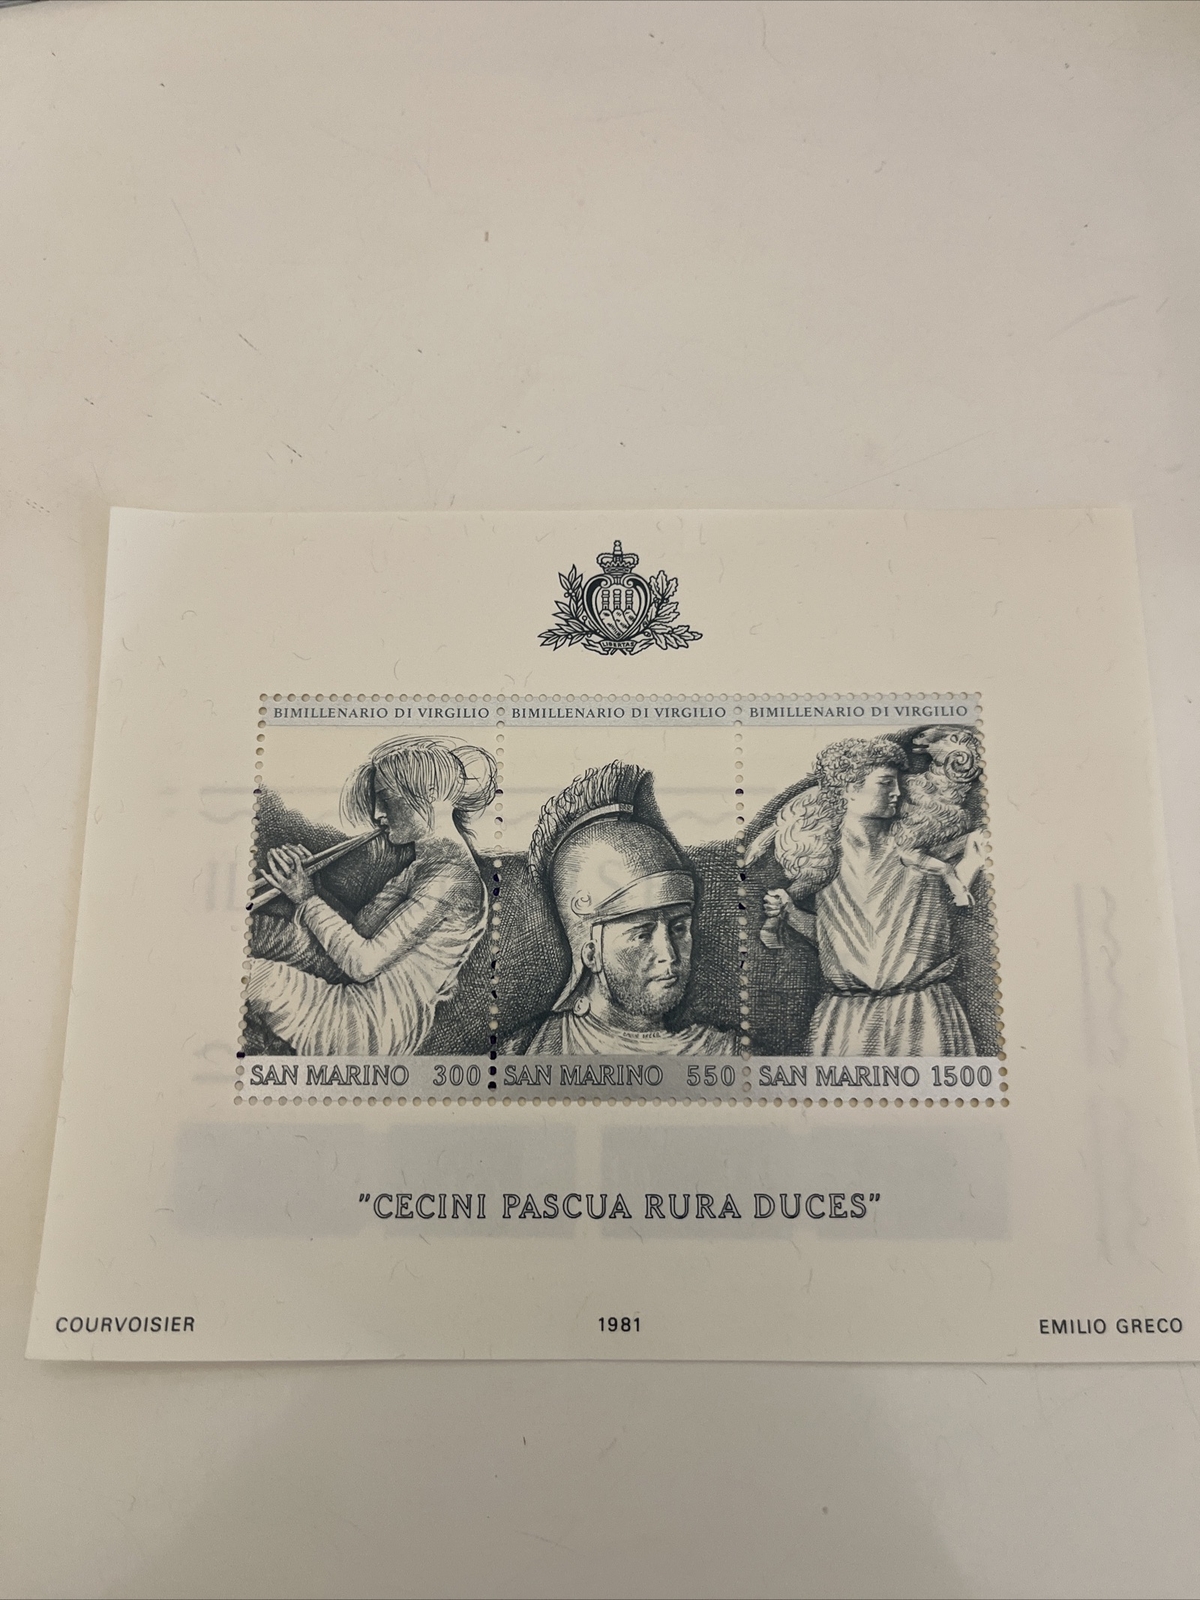 LIBERTAS
BIMILLENARIO DI VIRGILIO
BIMILLENARIO DI VIRGILIO
BIMILLENARIO DI VIRGILIO
SAN MARINO 300
SAN MARINO 550
SAN MARINO 1500
"CECINI PASCUA RURA DUCES"
COURVOISIER
1981
EMILIO GRECO